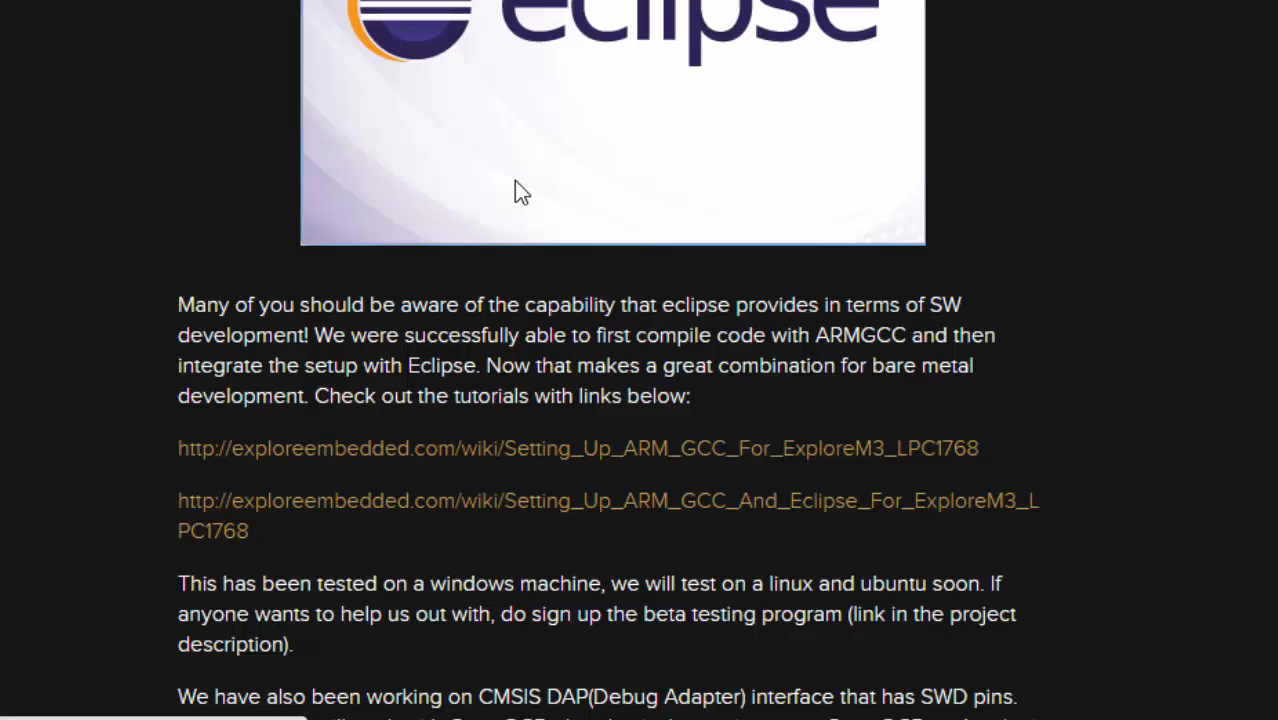 eclipse
Many of you should be aware of the capability that eclipse provides in terms of SW
development! We were successfully able to first compile code with ARMGCC and then
integrate the setup with Eclipse. Now that makes a great combination for bare metal
development. Check out the tutorials with links below:
http://exploreembedded.com/wiki/Setting_Up_ARM_GCC_For_ExploreM3_LPC1768
http://exploreembedded.com/wiki/Setting_Up_ARM_GCC_And_Eclipse_For_ExploreM3_L
PC1768
This has been tested on a windows machine, we will test on a linux and ubuntu soon. If
anyone wants to help us out with, do sign up the beta testing program (link in the project
description).
We have also been working on CMSIS DAP(Debug Adapter) interface that has SWD pins.